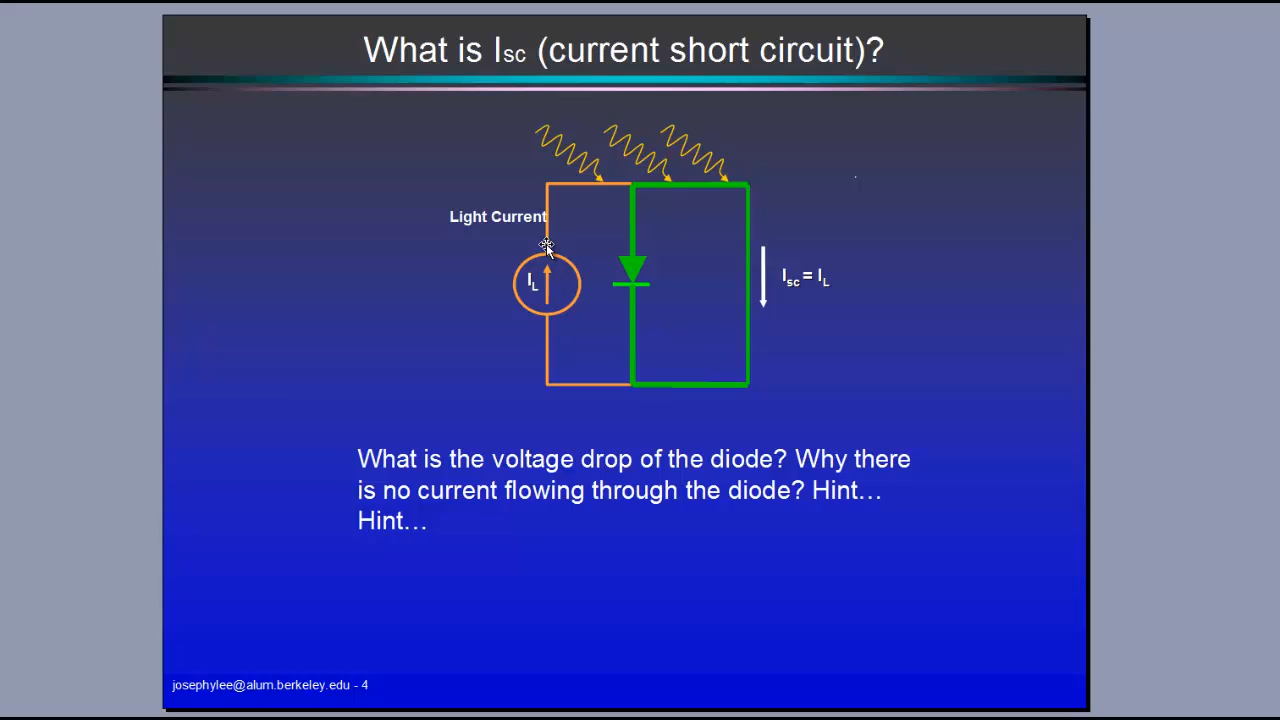 What is Isc (current short circuit)?
Light Current
IL
Isc = IL
What is the voltage drop of the diode? Why there
is no current flowing through the diode? Hint…
Hint…
josephylee@alum.berkeley.edu - 4